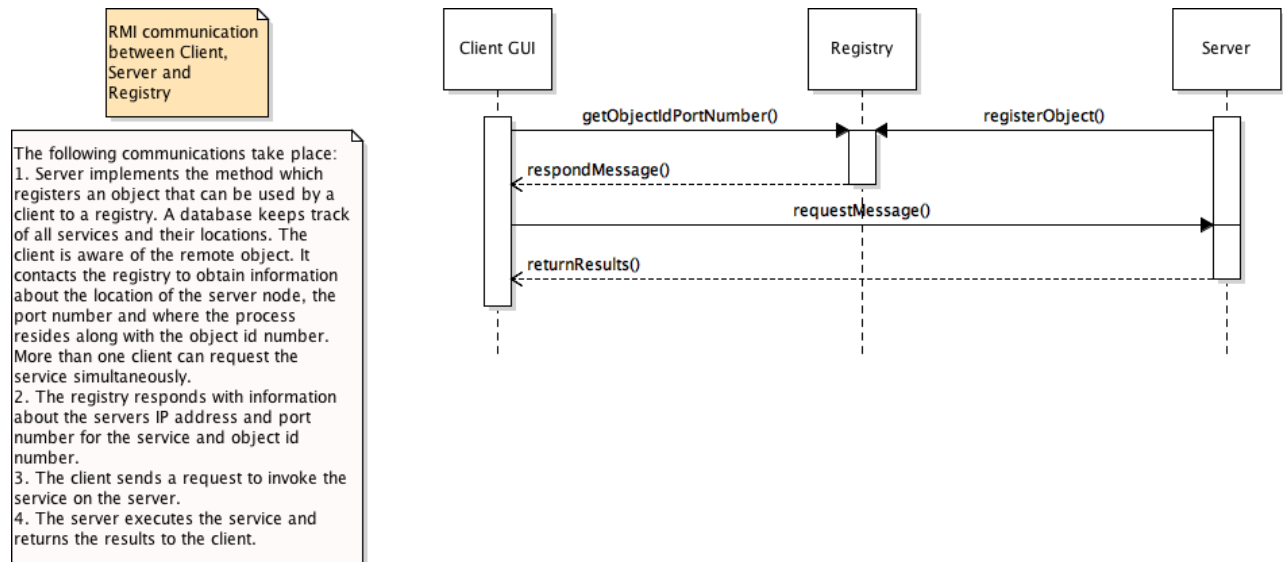 RMI communication
between Client,
Server and
Registry
The following communications take place:
1. Server implements the method which
registers an object that can be used by a
client to a registry. A database keeps track
of all services and their locations. The
client is aware of the remote object. It
contacts the registry to obtain information
about the location of the server node, the
port number and where the process
resides along with the object id number.
More than one client can request the
service simultaneously.
2. The registry responds with information
about the servers IP address and port
number for the service and object id
number.
3. The client sends a request to invoke the
service on the server.
4. The server executes the service and
returns the results to the client.
Client GUI
Registry
Server
getObjectIdPortNumber()
registerObject()
respondMessage()
requestMessage()
returnResults()